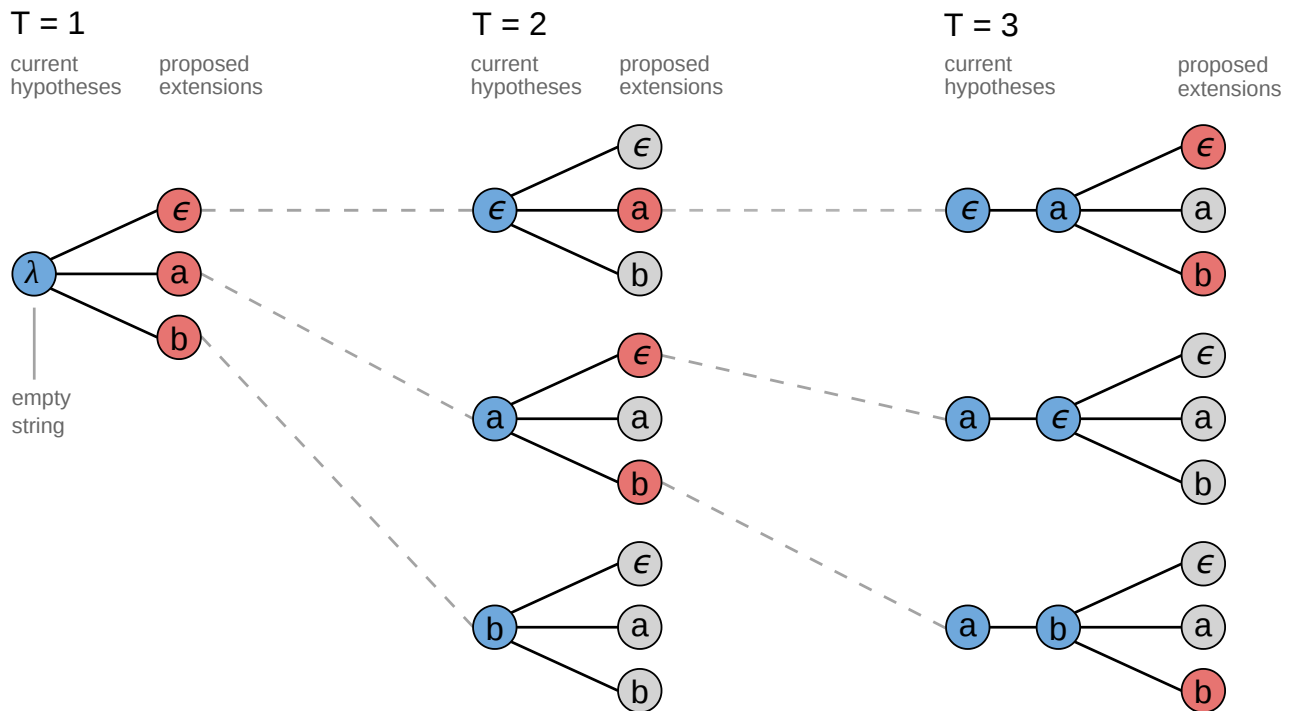 T = 1
current hypotheses
proposed extensions
λ
ϵ
a
b
empty string
T = 2
current hypotheses
proposed extensions
ϵ
ϵ
a
b
a
ϵ
a
b
b
ϵ
a
b
T = 3
current hypotheses
proposed extensions
ϵ
a
ϵ
a
b
a
ϵ
ϵ
a
b
a
b
ϵ
a
b